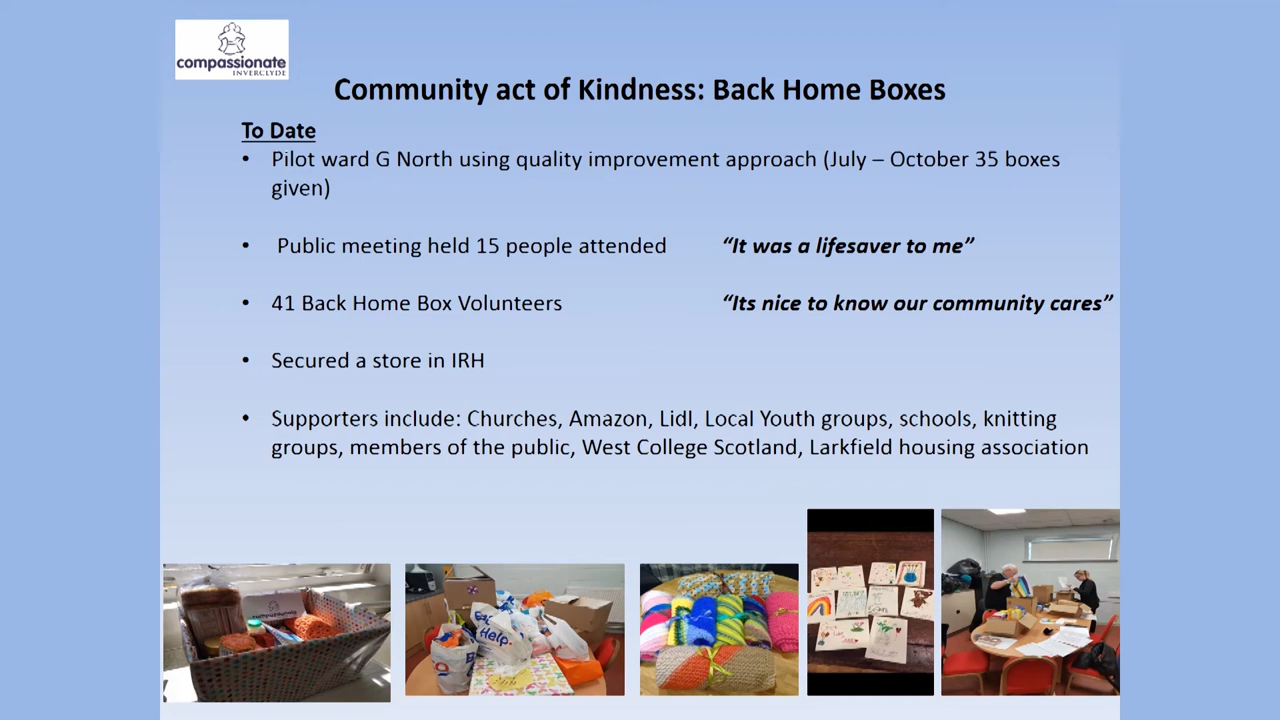 compassionate
INVERCLYDE
Community act of Kindness: Back Home Boxes
To Date
• Pilot ward G North using quality improvement approach (July – October 35 boxes
given)
• Public meeting held 15 people attended “It was a lifesaver to me”
• 41 Back Home Box Volunteers “Its nice to know our community cares”
• Secured a store in IRH
• Supporters include: Churches, Amazon, Lidl, Local Youth groups, schools, knitting
groups, members of the public, West College Scotland, Larkfield housing association
compassionate
Help.